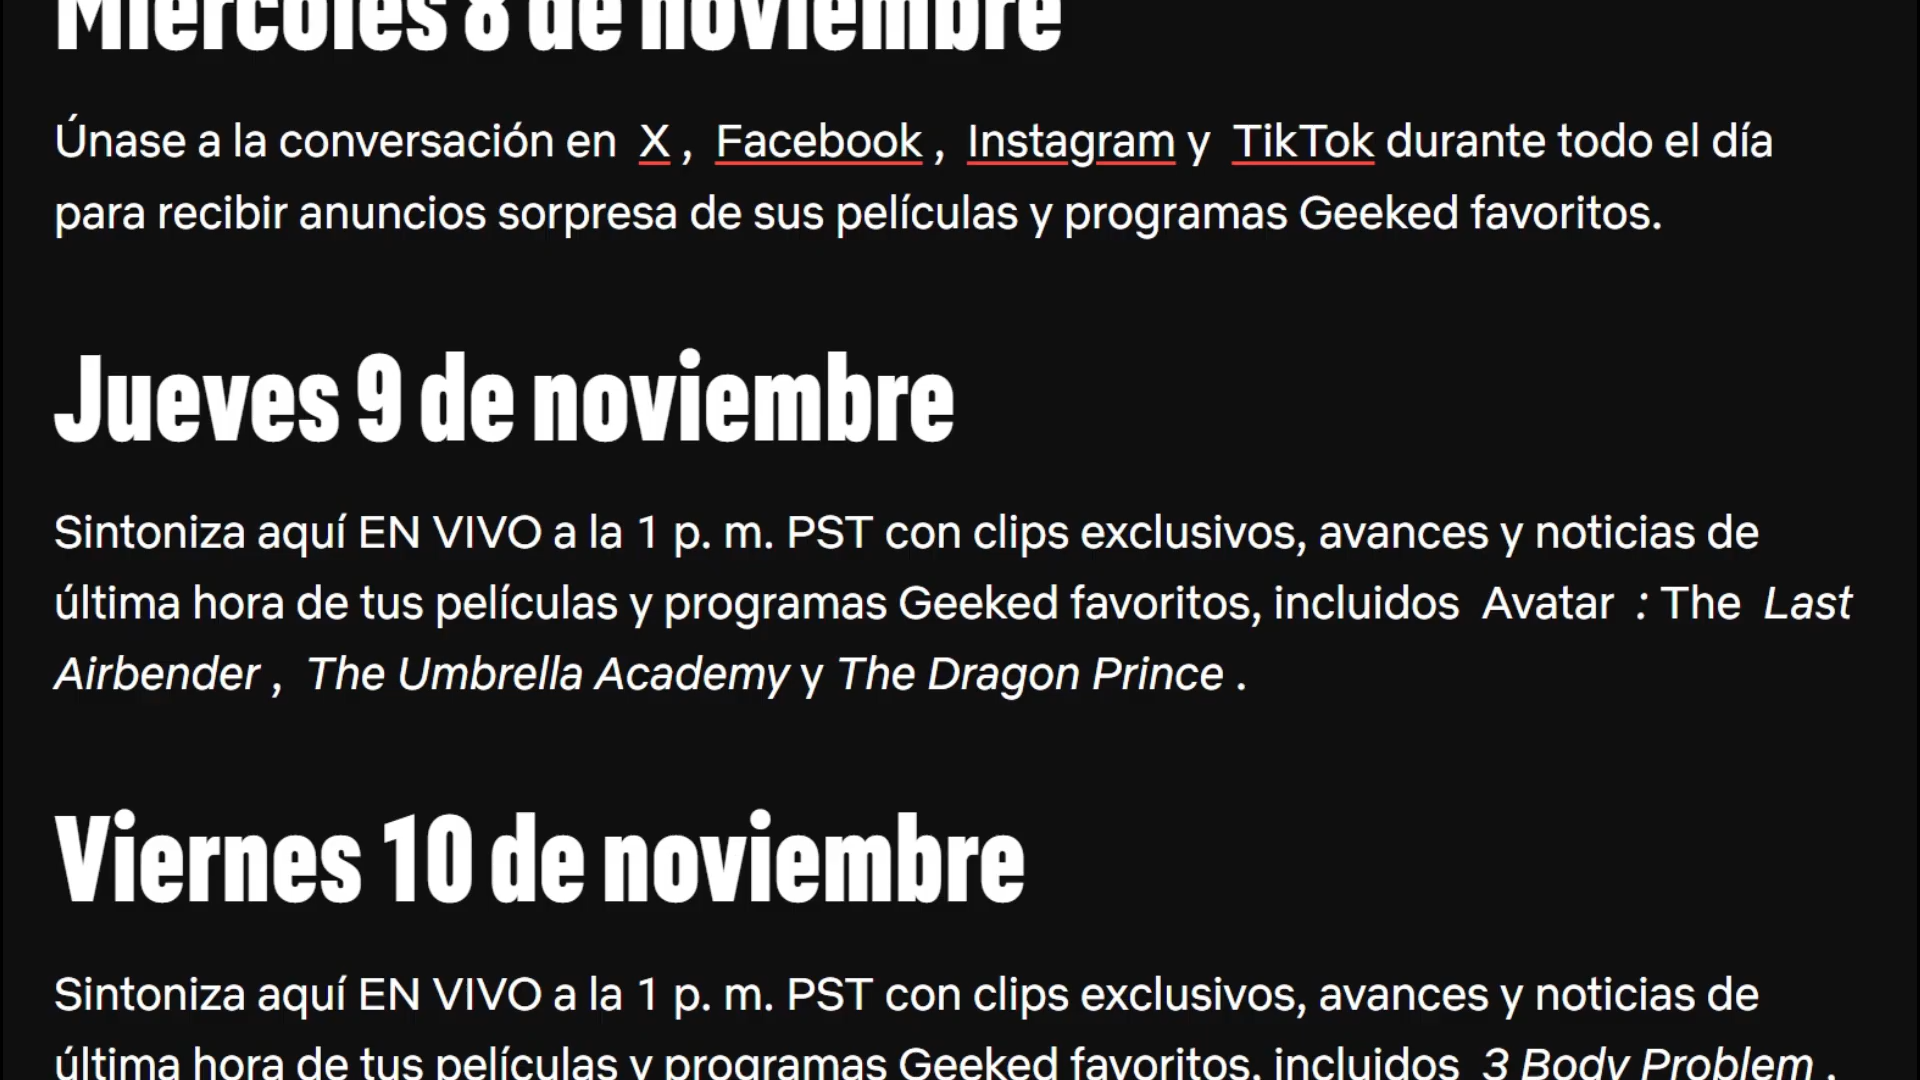 Miércoles 8 de noviembre
Únase a la conversación en X , Facebook , Instagram y TikTok durante todo el día
para recibir anuncios sorpresa de sus películas y programas Geeked favoritos.
Jueves 9 de noviembre
Sintoniza aquí EN VIVO a la 1 p. m. PST con clips exclusivos, avances y noticias de
última hora de tus películas y programas Geeked favoritos, incluidos Avatar : The Last
Airbender , The Umbrella Academy y The Dragon Prince .
Viernes 10 de noviembre
Sintoniza aquí EN VIVO a la 1 p. m. PST con clips exclusivos, avances y noticias de
última hora de tus películas y programas Geeked favoritos, incluidos 3 Body Problem ,